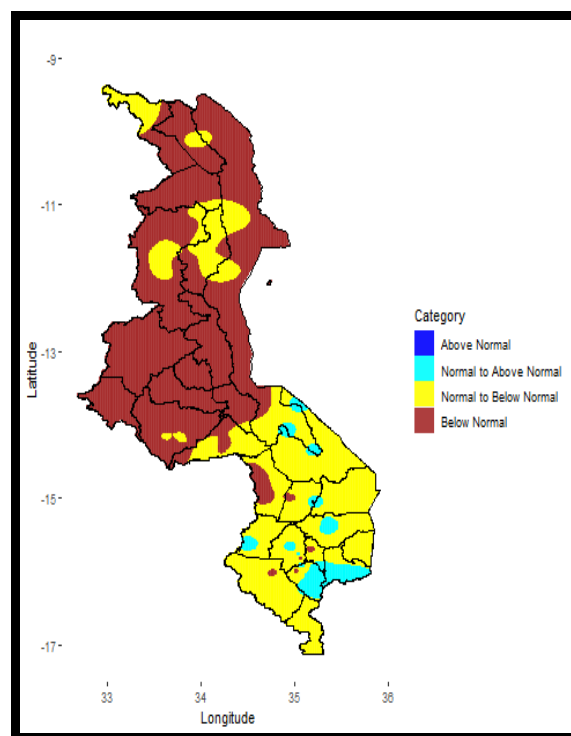 -9-
-11-
-13-
-15-
-17-
Latitude
33
34
35
36
Longitude
Category
Above Normal
Normal to Above Normal
Normal to Below Normal
Below Normal